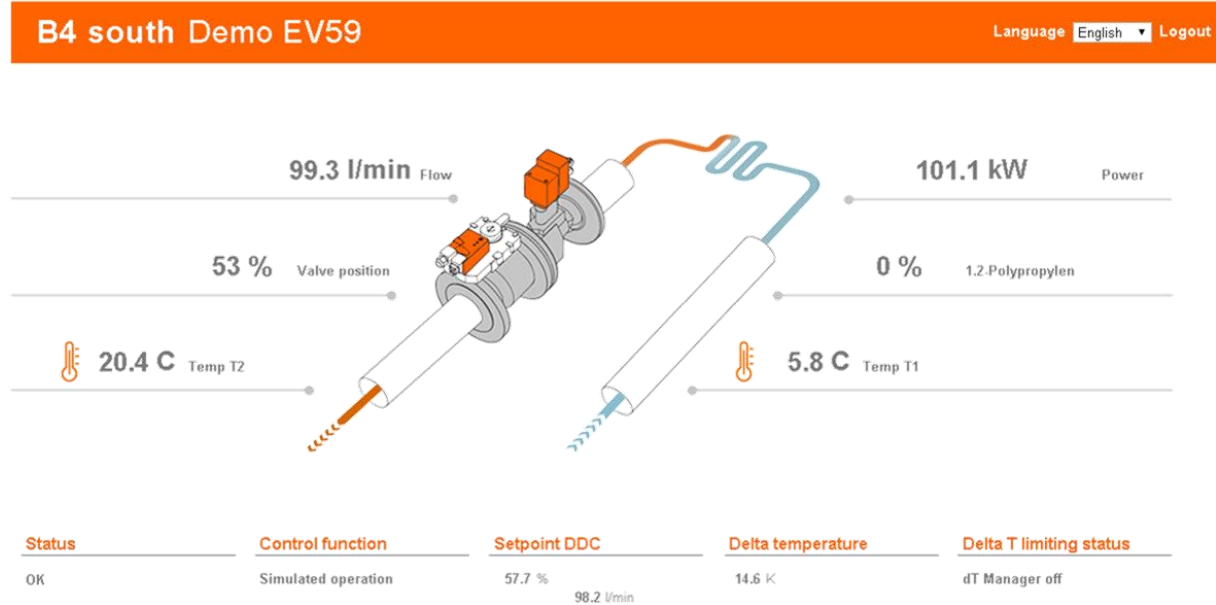 B4 south Demo EV59
Language English Logout
99.3 l/min Flow
101.1 kW Power
53 % Valve position
0 % 1.2-Polypropylen
20.4 C Temp T2
5.8 C Temp T1
Status Control function Setpoint DDC Delta temperature Delta T limiting status
OK Simulated operation 57.7 % 14.6 K dT Manager off
98.2 l/min